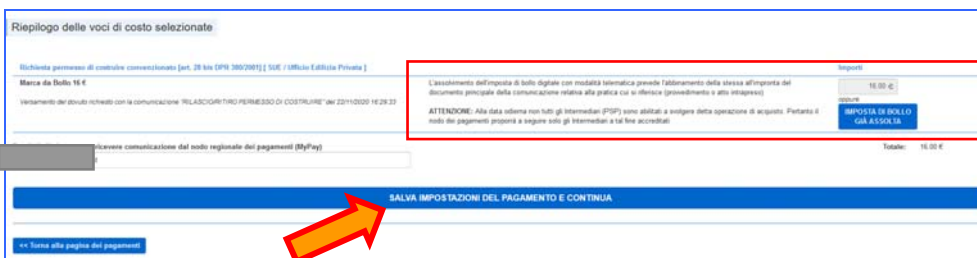 Riepilogo delle voci di costo selezionate
Richiesta permesso di costruire convenzionato [art. 28 bis DPR 380/2001] [ SUE / Ufficio Edilizia Privata ]
Importi
Marca da Bollo 16 €
Versamento del dovuto richiesto con la comunicazione "RILASCIO/RITIRO PERMESSO DI COSTRUIRE" del 22/11/2020 16:29:33
L'assolvimento dell'imposta di bollo digitale con modalità telematica prevede l'abbinamento della stessa all'impronta del
documento principale della comunicazione relativa alla pratica cui si riferisce (provvedimento o atto intrapreso)
ATTENZIONE: Alla data odierna non tutti gli Intermediari (PSP) sono abilitati a svolgere detta operazione di acquisto. Pertanto il
nodo dei pagamenti proporrà a seguire solo gli Intermediari a tal fine accreditati
16.00 €
oppure
IMPOSTA DI BOLLO
GIÀ ASSOLTA
ricevere comunicazione dal nodo regionale dei pagamenti (MyPay)
Totale: 16.00 €
SALVA IMPOSTAZIONI DEL PAGAMENTO E CONTINUA
<< Torna alla pagina dei pagamenti